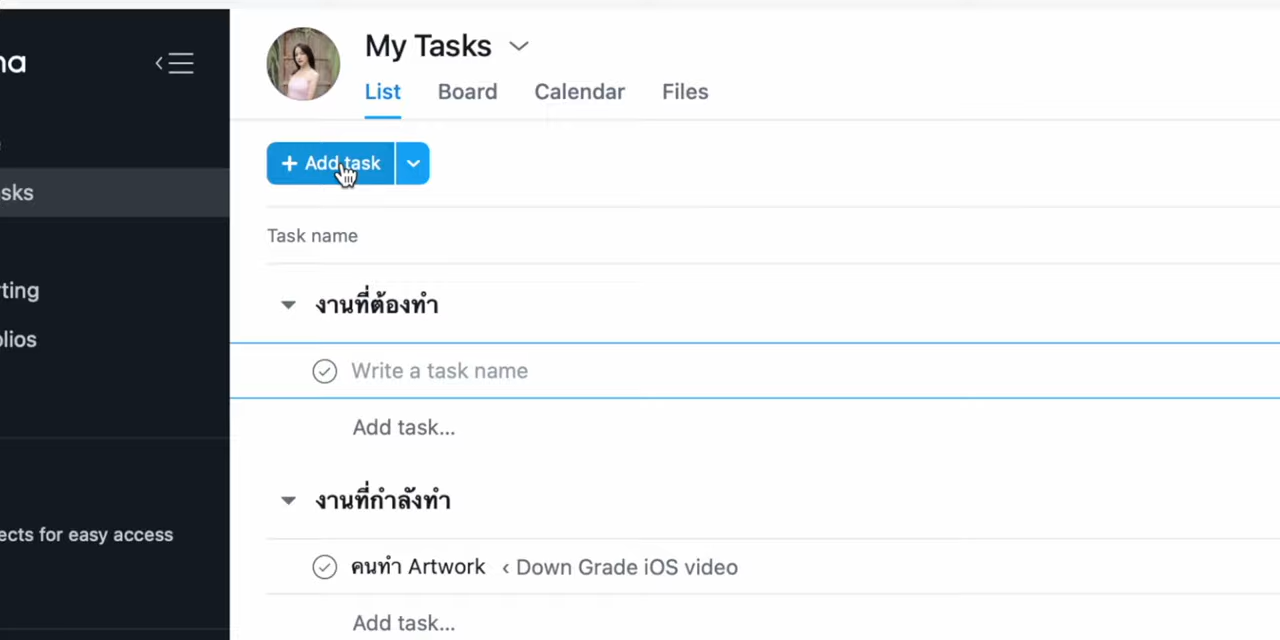 My Tasks
List Board Calendar Files
+ Add task
Task name
งานที่ต้องทำ
Write a task name
Add task...
งานที่กำลังทำ
คนทำ Artwork ‹ Down Grade iOS video
Add task...
na
sks
ting
olios
ects for easy access